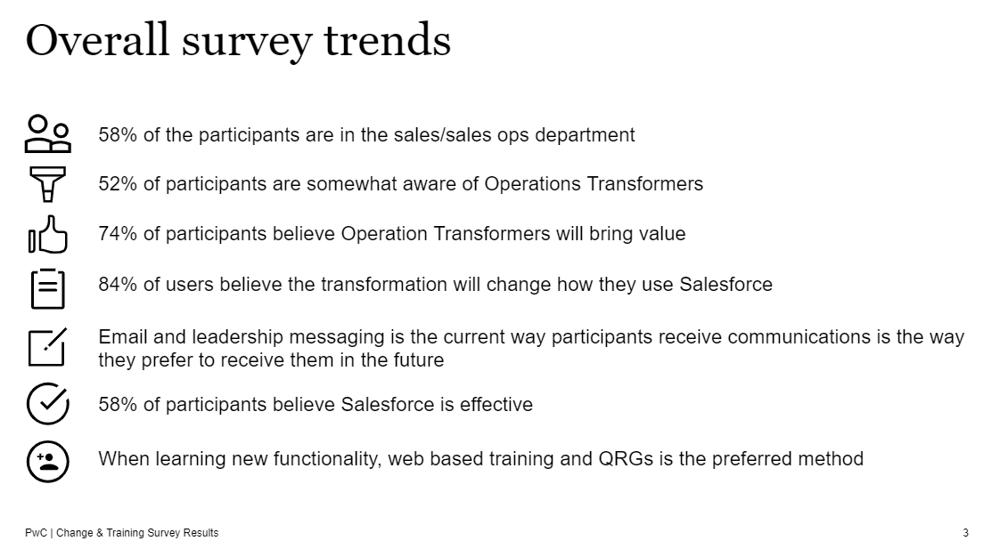 Overall survey trends
58% of the participants are in the sales/sales ops department
52% of participants are somewhat aware of Operations Transformers
74% of participants believe Operation Transformers will bring value
84% of users believe the transformation will change how they use Salesforce
Email and leadership messaging is the current way participants receive communications is the way
they prefer to receive them in the future
58% of participants believe Salesforce is effective
When learning new functionality, web based training and QRGs is the preferred method
PwC | Change & Training Survey Results
3